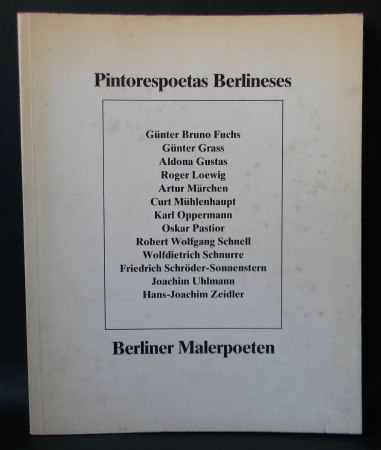 Pintorespoetas Berlineses
Günter Bruno Fuchs
Günter Grass
Aldona Gustas
Roger Loewig
Artur Märchen
Curt Mühlenhaupt
Karl Oppermann
Oskar Pastior
Robert Wolfgang Schnell
Wolfdietrich Schnurre
Friedrich Schröder-Sonnenstern
Joachim Uhlmann
Hans-Joachim Zeidler
Berliner Malerpoeten